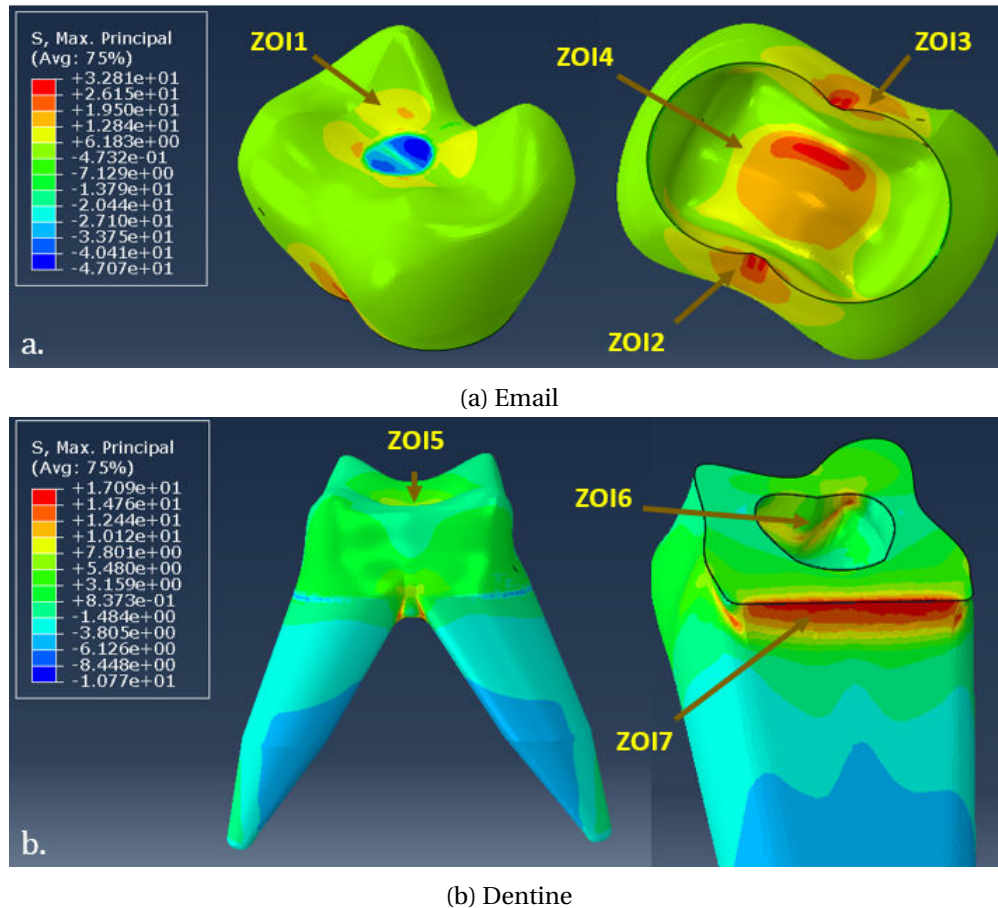 S, Max. Principal
(Avg: 75%)
+3.281e+01
+2.615e+01
+1.950e+01
+1.284e+01
+6.183e+00
-4.732e-01
-7.129e+00
-1.379e+01
-2.044e+01
-2.710e+01
-3.375e+01
-4.041e+01
-4.707e+01
ZOI1
ZOI4
ZOI3
ZOI2
a.
(a) Email
S, Max. Principal
(Avg: 75%)
+1.709e+01
+1.476e+01
+1.244e+01
+1.012e+01
+7.801e+00
+5.480e+00
+3.159e+00
+8.373e-01
-1.484e+00
-3.805e+00
-6.126e+00
-8.448e+00
-1.077e+01
ZOI5
ZOI6
ZOI7
b.
(b) Dentine